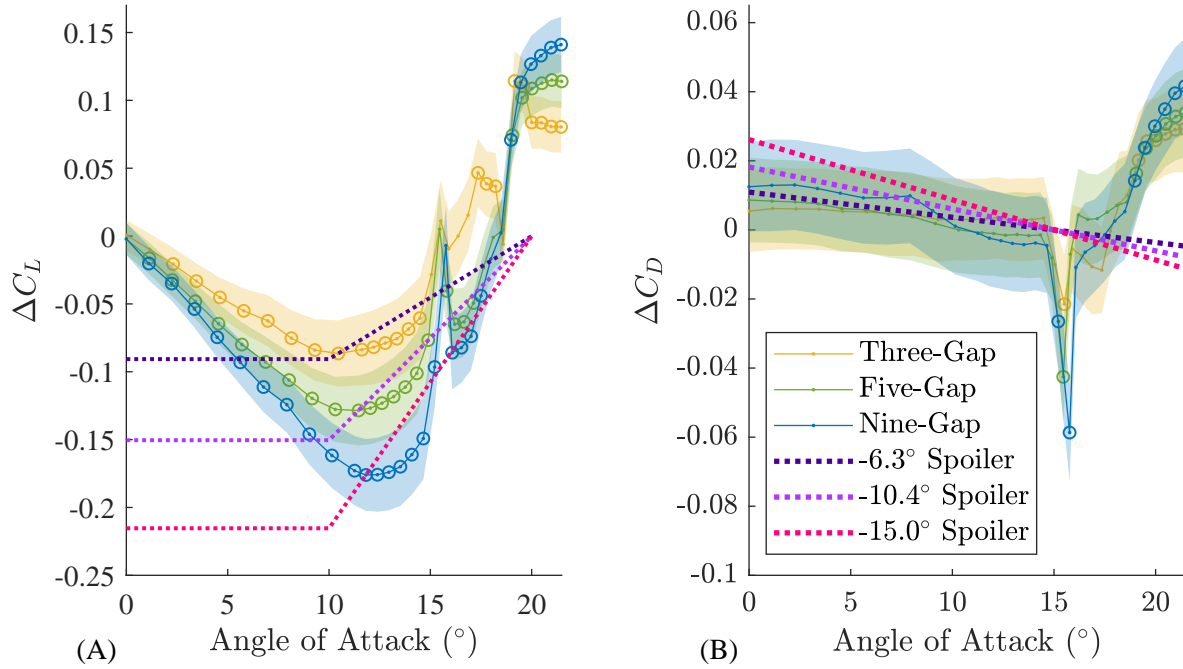 0.15
0.1
0.05
0
-0.05
-0.1
-0.15
-0.2
-0.25
ΔC_L
0 5 10 15 20
Angle of Attack (°)
(A)
0.06
0.04
0.02
0
-0.02
-0.04
-0.06
-0.08
-0.1
ΔC_D
Three-Gap
Five-Gap
Nine-Gap
-6.3° Spoiler
-10.4° Spoiler
-15.0° Spoiler
0 5 10 15 20
Angle of Attack (°)
(B)